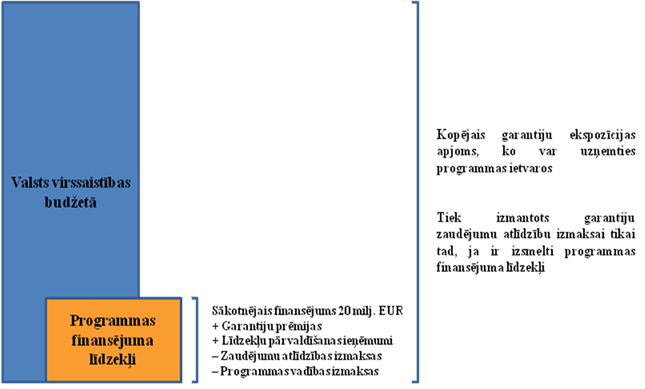 Valsts virssaistības
budžetā
Programmas
finansējuma
līdzekļi
Sākotnējais finansējums 20 milj. EUR
+ Garantiju prēmijas
+ Līdzekļu pārvaldīšanas ieņēmumi
– Zaudējumu atlīdzības izmaksas
– Programmas vadības izmaksas
Kopējais garantiju ekspozīcijas
apjoms, ko var uzņemties
programmas ietvaros
Tiek izmantots garantiju
zaudējumu atlīdzību izmaksai tikai
tad, ja ir izsmelti programmas
finansējuma līdzekļi